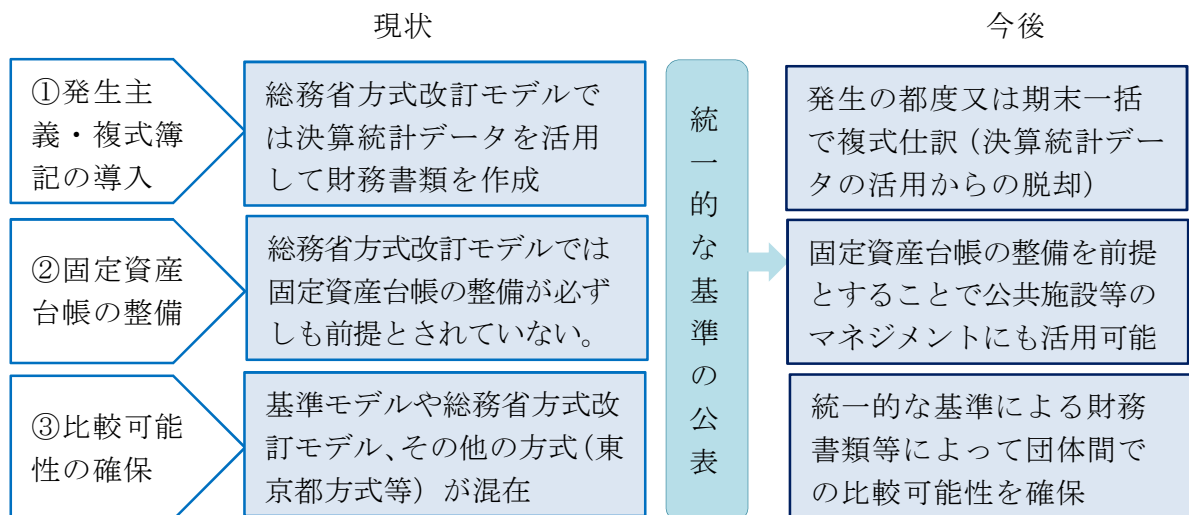 現状
今後
①発生主
義・複式簿
記の導入
総務省方式改訂モデルで
は決算統計データを活用
して財務書類を作成
発生の都度又は期末一括
で複式仕訳（決算統計デー
タの活用からの脱却）
②固定資産
台帳の整備
総務省方式改訂モデルでは
固定資産台帳の整備が必ず
しも前提とされていない。
固定資産台帳の整備を前提
とすることで公共施設等の
マネジメントにも活用可能
③比較可能
性の確保
基準モデルや総務省方式改
訂モデル、その他の方式（東
京都方式等）が混在
統一的な基準による財務
書類等によって団体間で
の比較可能性を確保
統一的な基準の公表